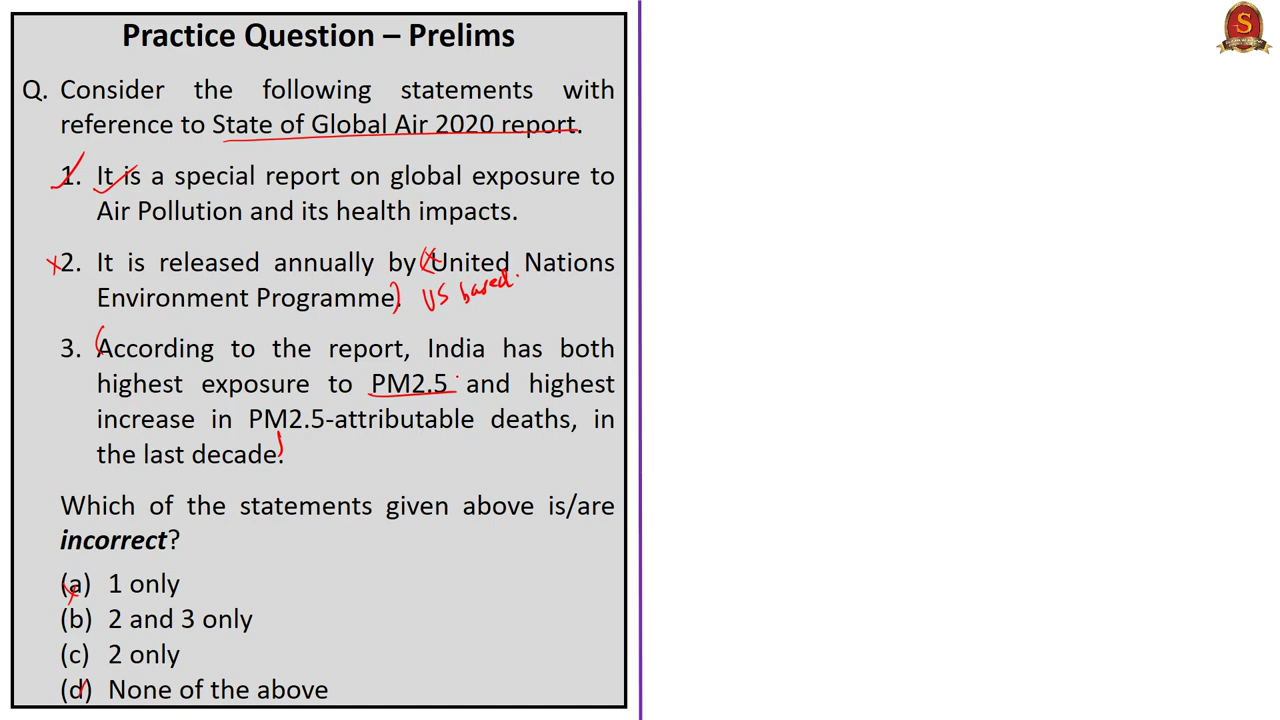 Practice Question – Prelims
Q. Consider the following statements with
reference to State of Global Air 2020 report.
1. It is a special report on global exposure to
Air Pollution and its health impacts.
2. It is released annually by United Nations
Environment Programme. US based.
3. According to the report, India has both
highest exposure to PM2.5 and highest
increase in PM2.5-attributable deaths, in
the last decade.
Which of the statements given above is/are
incorrect?
(a) 1 only
(b) 2 and 3 only
(c) 2 only
(d) None of the above
S